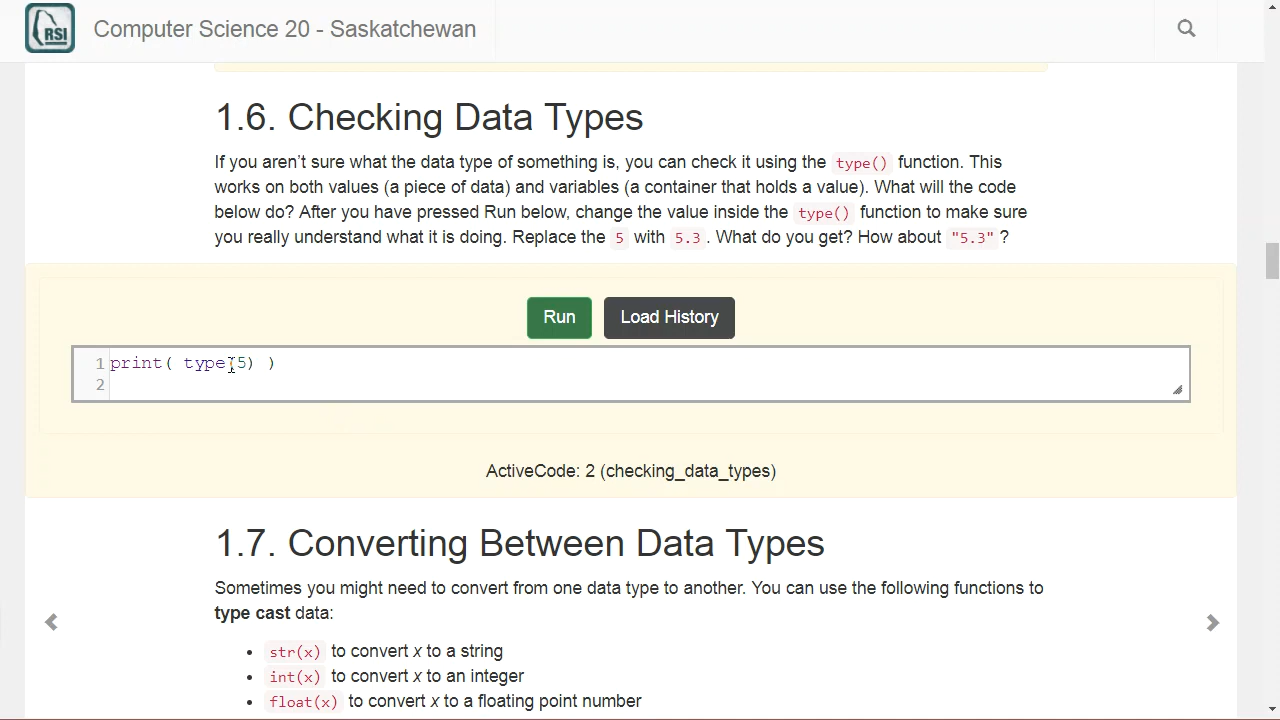 RSI
Computer Science 20 - Saskatchewan
1.6. Checking Data Types
If you aren't sure what the data type of something is, you can check it using the type() function. This
works on both values (a piece of data) and variables (a container that holds a value). What will the code
below do? After you have pressed Run below, change the value inside the type() function to make sure
you really understand what it is doing. Replace the 5 with 5.3. What do you get? How about "5.3"?
Run Load History
1 print( type(5) )
2
ActiveCode: 2 (checking_data_types)
1.7. Converting Between Data Types
Sometimes you might need to convert from one data type to another. You can use the following functions to
type cast data:
• str(x) to convert x to a string
• int(x) to convert x to an integer
• float(x) to convert x to a floating point number